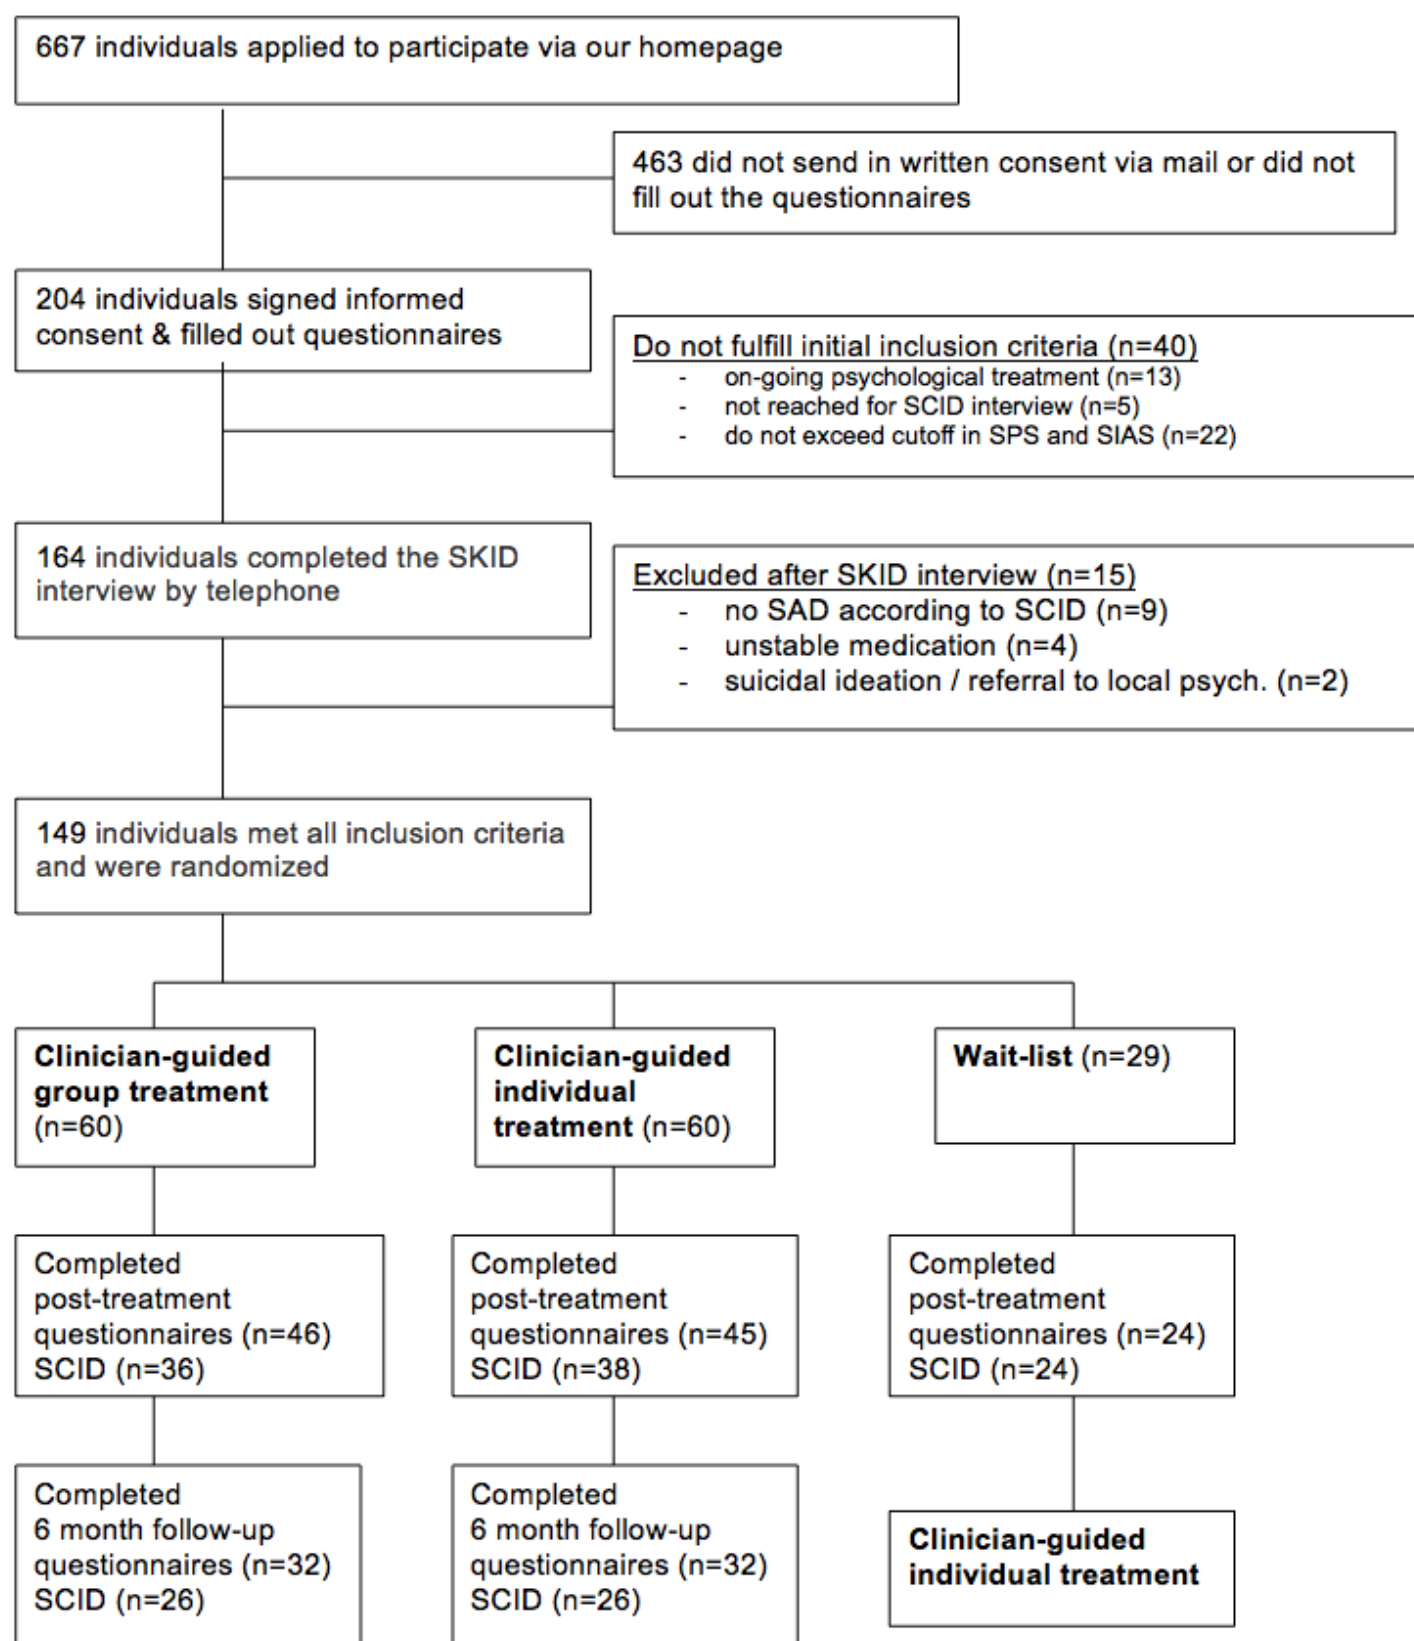 667 individuals applied to participate via our homepage
463 did not send in written consent via mail or did not
fill out the questionnaires
204 individuals signed informed
consent & filled out questionnaires
Do not fulfill initial inclusion criteria (n=40)
- on-going psychological treatment (n=13)
- not reached for SCID interview (n=5)
- do not exceed cutoff in SPS and SIAS (n=22)
164 individuals completed the SKID
interview by telephone
Excluded after SKID interview (n=15)
- no SAD according to SCID (n=9)
- unstable medication (n=4)
- suicidal ideation / referral to local psych. (n=2)
149 individuals met all inclusion criteria
and were randomized
Clinician-guided
group treatment
(n=60)
Clinician-guided
individual
treatment (n=60)
Wait-list (n=29)
Completed
post-treatment
questionnaires (n=46)
SCID (n=36)
Completed
post-treatment
questionnaires (n=45)
SCID (n=38)
Completed
post-treatment
questionnaires (n=24)
SCID (n=24)
Completed
6 month follow-up
questionnaires (n=32)
SCID (n=26)
Completed
6 month follow-up
questionnaires (n=32)
SCID (n=26)
Clinician-guided
individual treatment